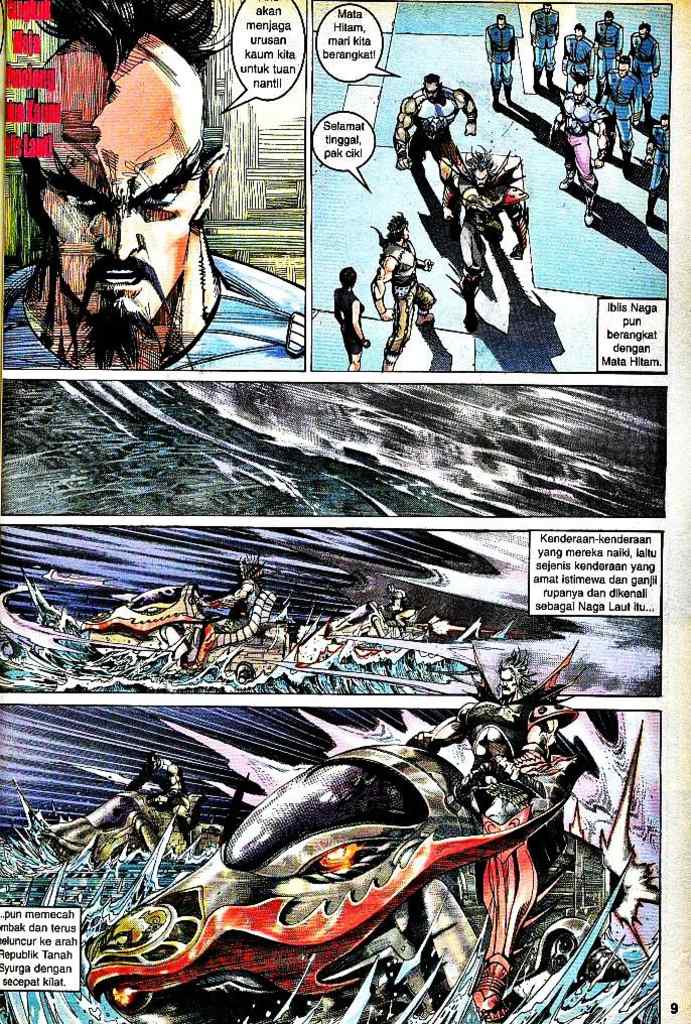 akan
menjaga
urusan
kaum kita
untuk tuan
nanti!
Mata
Hitam,
mari kita
berangkat!
Selamat
tinggal,
pak cik!
Iblis Naga
pun
berangkat
dengan
Mata Hitam.
Kenderaan-kenderaan
yang mereka naiki, ialtu
sejenis kenderaan yang
amat istimewa dan ganjil
rupanya dan dikenali
sebagai Naga Laut itu...
..pun memecah
ombak dan terus
meluncur ke arah
Republik Tanah
Syurga dengan
secepat kilat.
9